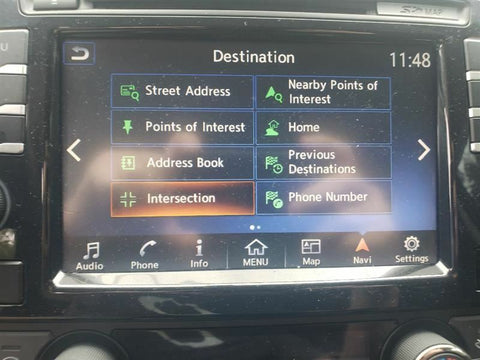 Destination
11:48
Street Address
Nearby Points of
Interest
Points of Interest
Home
Address Book
Previous
Destinations
Intersection
Phone Number
Audio
Phone
Info
MENU
Map
Navi
Settings